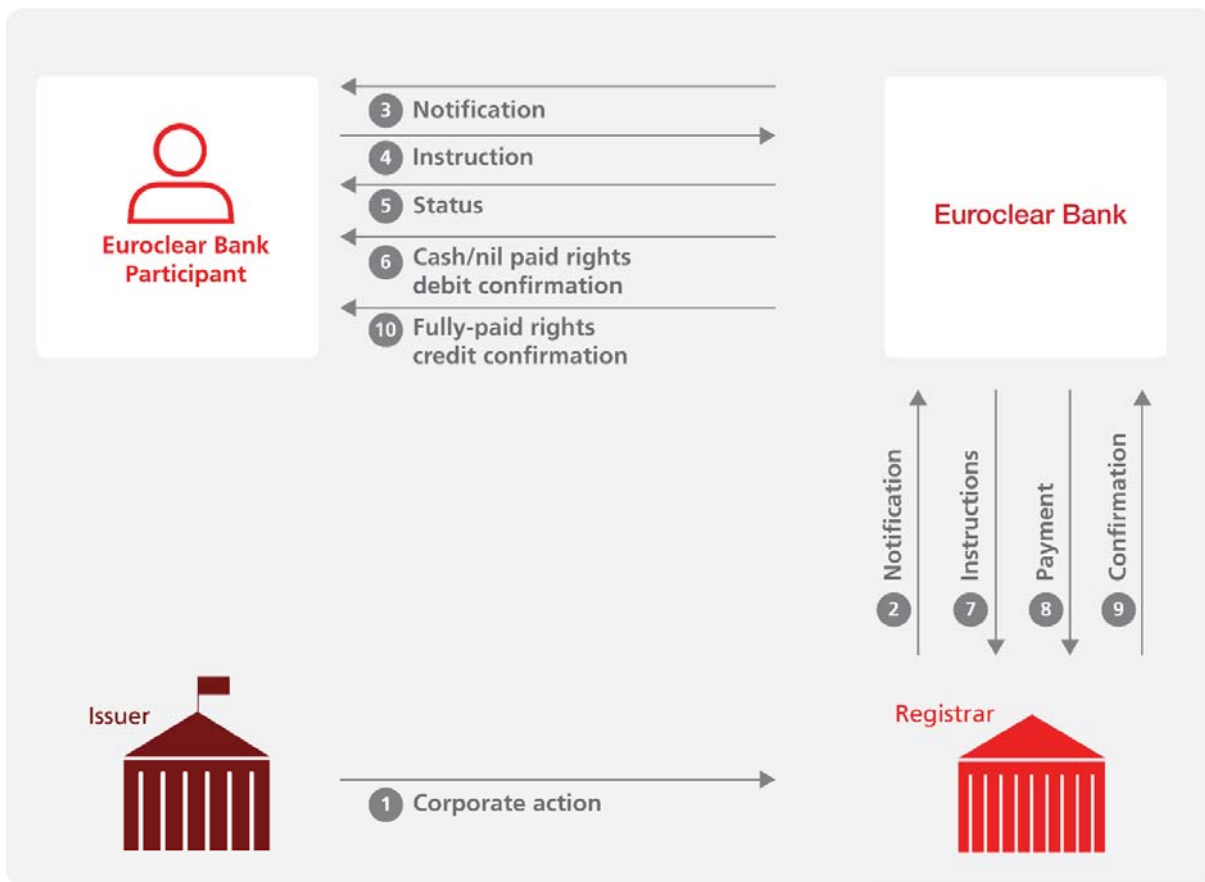 3 Notification
4 Instruction
5 Status
6 Cash/nil paid rights
debit confirmation
10 Fully-paid rights
credit confirmation
Euroclear Bank
Participant
Euroclear Bank
2 Notification
7 Instructions
8 Payment
9 Confirmation
Issuer
Registrar
1 Corporate action